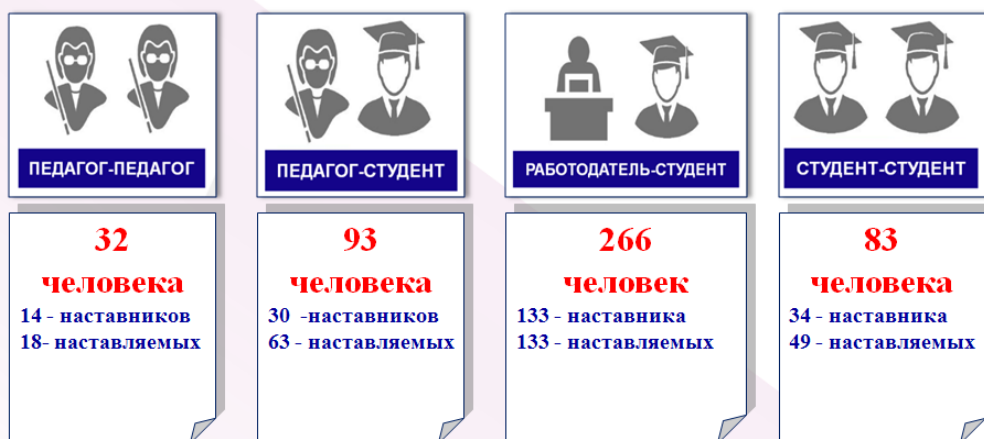 ПЕДАГОГ-ПЕДАГОГ
32
человека
14 - наставников
18- наставляемых
ПЕДАГОГ-СТУДЕНТ
93
человека
30 -наставников
63 - наставляемых
РАБОТОДАТЕЛЬ-СТУДЕНТ
266
человек
133 - наставника
133 - наставляемых
СТУДЕНТ-СТУДЕНТ
83
человека
34 - наставника
49 - наставляемых